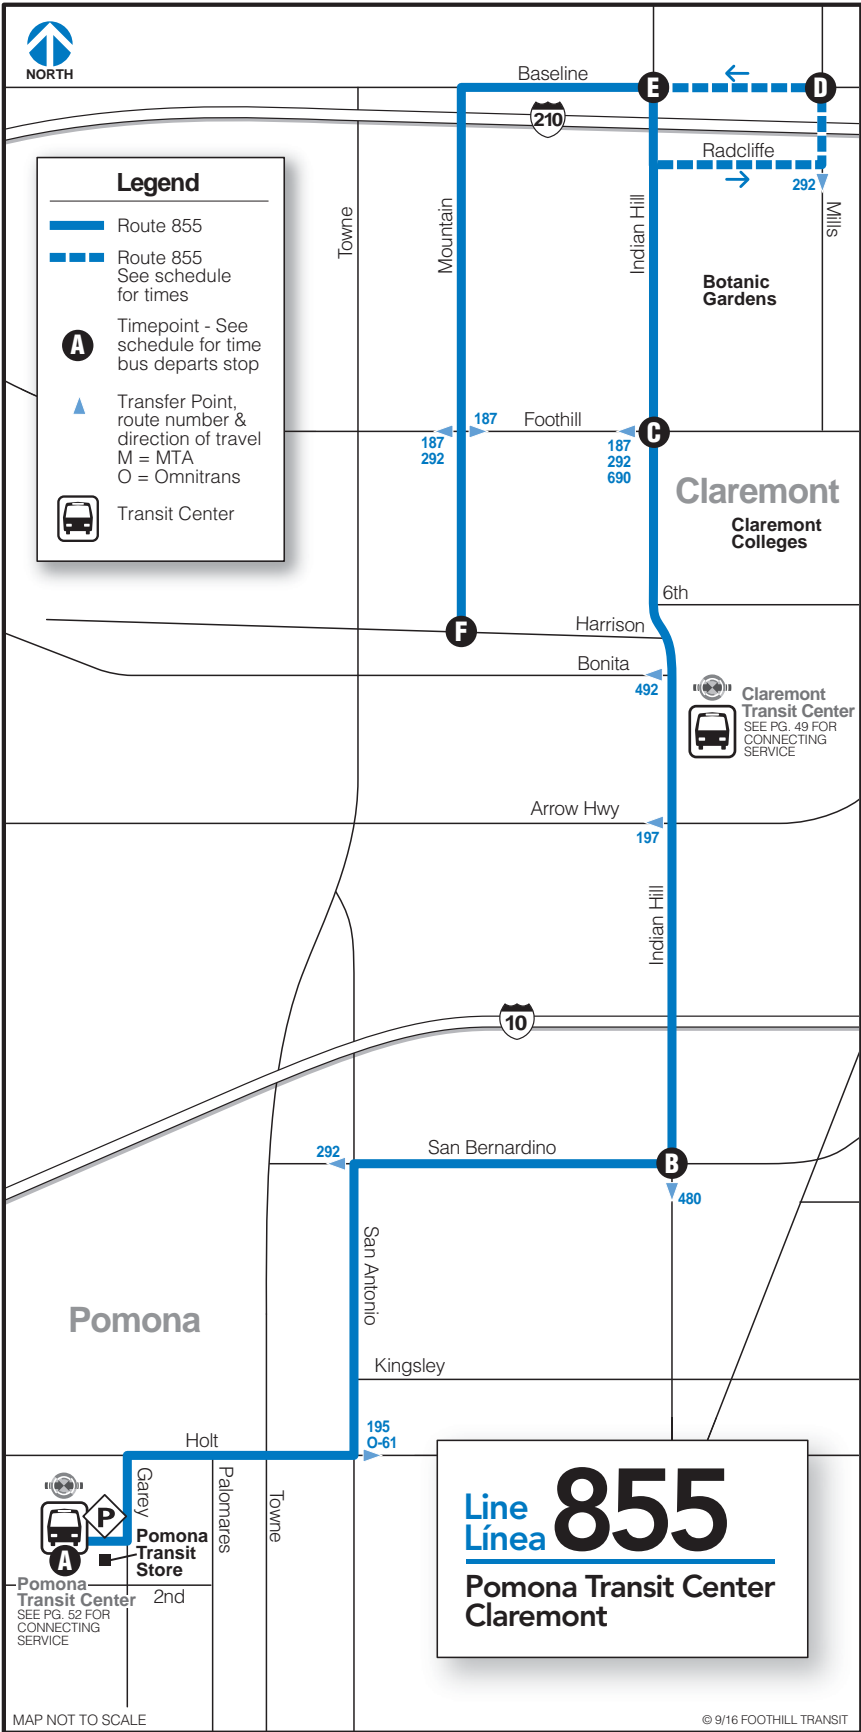 NORTH
Baseline
E
D
210
Radcliffe
292
Legend
Route 855
Route 855
See schedule
for times
A
Timepoint - See
schedule for time
bus departs stop
Transfer Point,
route number &
direction of travel
M = MTA
O = Omnitrans
Transit Center
Towne
Mountain
Indian Hill
Mills
Botanic
Gardens
187
Foothill
C
187
292
187
292
690
Claremont
Claremont
Colleges
6th
F
Harrison
Bonita
492
Claremont
Transit Center
SEE PG. 49 FOR
CONNECTING
SERVICE
Arrow Hwy
197
Indian Hill
10
292
San Bernardino
B
480
San Antonio
Pomona
Kingsley
195
O-61
Holt
Garey
Palomares
Towne
P
A
Pomona
Transit
Store
Pomona
Transit Center
SEE PG. 52 FOR
CONNECTING
SERVICE
2nd
Line
Línea
855
Pomona Transit Center
Claremont
MAP NOT TO SCALE
© 9/16 FOOTHILL TRANSIT